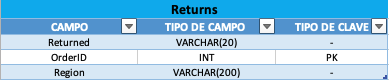 Returns
CAMPO TIPO DE CAMPO TIPO DE CLAVE
Returned VARCHAR(20) -
OrderID INT PK
Region VARCHAR(200) -